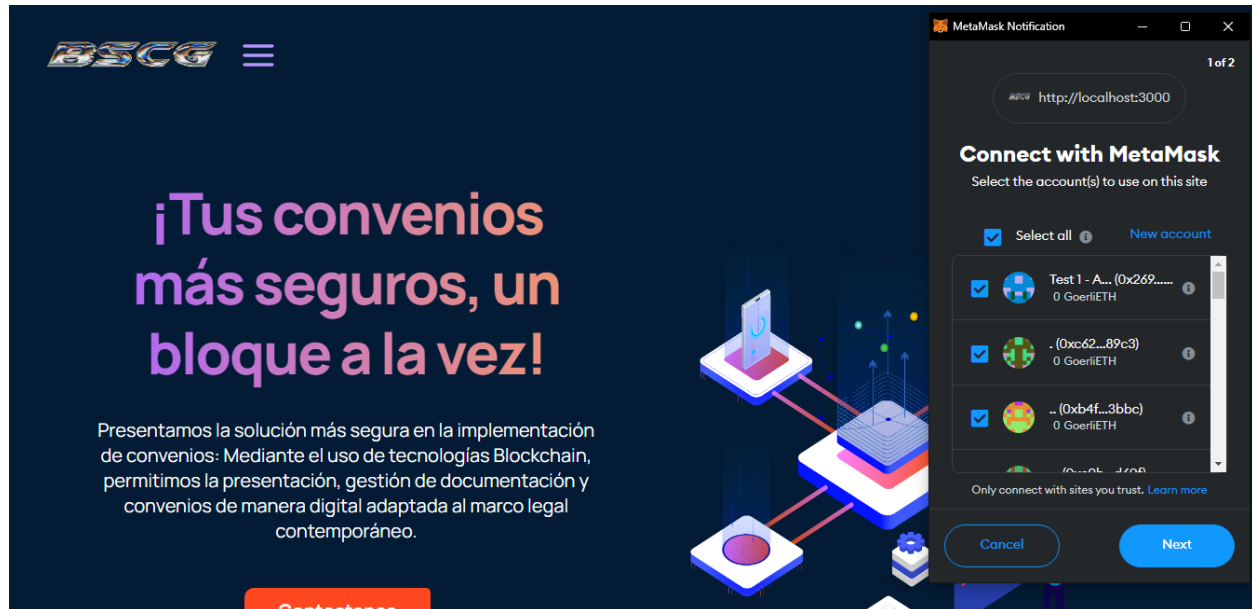 BSCG
¡Tus convenios
más seguros, un
bloque a la vez!
Presentamos la solución más segura en la implementación
de convenios: Mediante el uso de tecnologías Blockchain,
permitimos la presentación, gestión de documentación y
convenios de manera digital adaptada al marco legal
contemporáneo.
MetaMask Notification
1 of 2
BSCG http://localhost:3000
Connect with MetaMask
Select the account(s) to use on this site
Select all New account
Test 1 - A... (0x269......
0 GoerliETH
. (0xc62...89c3)
0 GoerliETH
.. (0xb4f...3bbc)
0 GoerliETH
Only connect with sites you trust. Learn more
Cancel Next